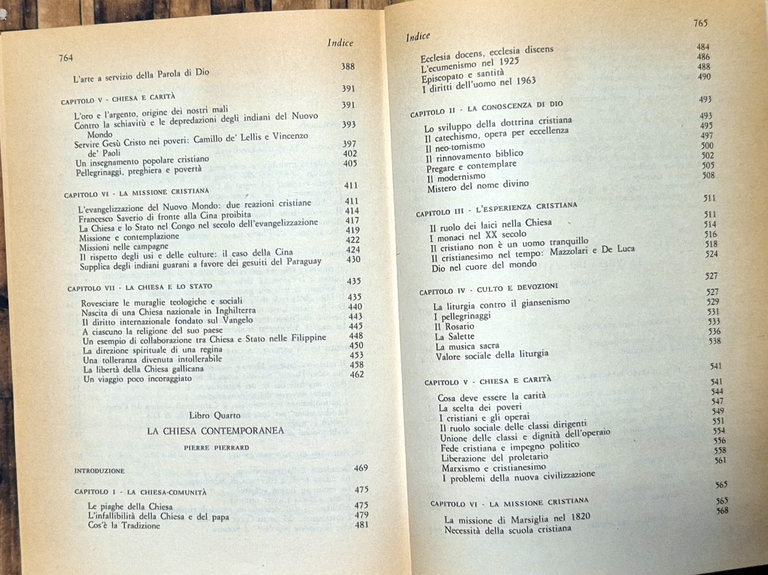 764
Indice
L'arte a servizio della Parola di Dio 388
CAPITOLO V - CHIESA E CARITÀ 391
L'oro e l'argento, origine dei nostri mali 391
Contro la schiavitù e le depredazioni degli indiani del Nuovo
Mondo 393
Servire Gesù Cristo nei poveri: Camillo de' Lellis e Vincenzo
de' Paoli 397
Un insegnamento popolare cristiano 402
Pellegrinaggi, preghiera e povertà 405
CAPITOLO VI - LA MISSIONE CRISTIANA 411
L'evangelizzazione del Nuovo Mondo: due reazioni cristiane 411
Francesco Saverio di fronte alla Cina proibita 414
La Chiesa e lo Stato nel Congo nel secolo dell'evangelizzazione 417
Missione e contemplazione 419
Missioni nelle campagne 422
Il rispetto degli usi e delle culture: il caso della Cina 424
Supplica degli indiani guarani a favore dei gesuiti del Paraguay 430
CAPITOLO VII - LA CHIESA E LO STATO 435
Rovesciare le muraglie teologiche e sociali 435
Nascita di una Chiesa nazionale in Inghilterra 440
Il diritto internazionale fondato sul Vangelo 443
A ciascuno la religione del suo paese 445
Un esempio di collaborazione tra Chiesa e Stato nelle Filippine 448
La direzione spirituale di una regina 450
Una tolleranza divenuta intollerabile 453
La libertà della Chiesa gallicana 458
Un viaggio poco incoraggiato 462
Libro Quarto
LA CHIESA CONTEMPORANEA
PIERRE PIERRARD
INTRODUZIONE 469
CAPITOLO I - LA CHIESA-COMUNITÀ 475
Le piaghe della Chiesa 475
L'infallibilità della Chiesa e del papa 479
Cos'è la Tradizione 481
Indice
765
Ecclesia docens, ecclesia discens 484
L'ecumenismo nel 1925 486
Episcopato e santità 488
I diritti dell'uomo nel 1963 490
CAPITOLO II - LA CONOSCENZA DI DIO 493
Lo sviluppo della dottrina cristiana 493
Il catechismo, opera per eccellenza 495
Il neo-tomismo 497
Il rinnovamento biblico 500
Pregare e contemplare 502
Il modernismo 505
Mistero del nome divino 508
CAPITOLO III - L'ESPERIENZA CRISTIANA 511
Il ruolo dei laici nella Chiesa 511
I monaci nel XX secolo 514
Il cristiano non è un uomo tranquillo 516
Il cristianesimo nel tempo: Mazzolari e De Luca 518
Dio nel cuore del mondo 524
CAPITOLO IV - CULTO E DEVOZIONI 527
La liturgia contro il giansenismo 527
I pellegrinaggi 529
Il Rosario 531
La Salette 533
La musica sacra 536
Valore sociale della liturgia 538
CAPITOLO V - CHIESA E CARITÀ 541
Cosa deve essere la carità 541
La scelta dei poveri 544
I cristiani e gli operai 547
Il ruolo sociale delle classi dirigenti 549
Unione delle classi e dignità dell'operaio 551
Fede cristiana e impegno politico 554
Liberazione del proletario 556
Marxismo e cristianesimo 558
I problemi della nuova civilizzazione 561
CAPITOLO VI - LA MISSIONE CRISTIANA 565
La missione di Marsiglia nel 1820 565
Necessità della scuola cristiana 568